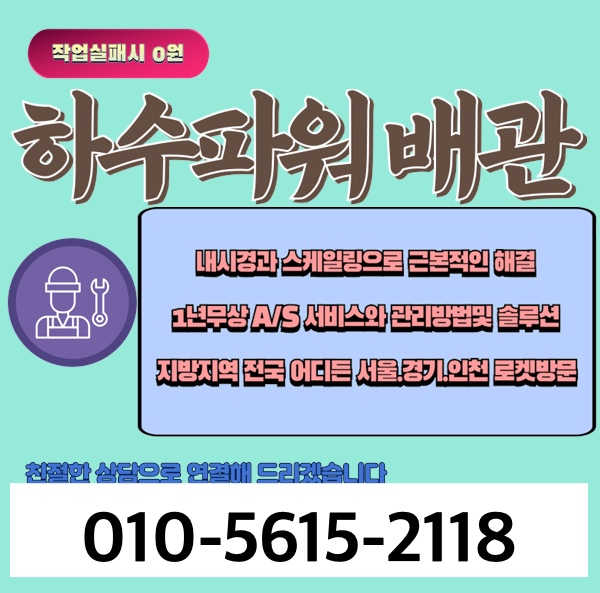 작업실패시 0원
하수파워 배관
내시경과 스케일링으로 근본적인 해결
1년무상 A/S 서비스와 관리방법및 솔루션
지방지역 전국 어디든 서울.경기.인천 로켓방문
친절한 상담으로 연결해 드리겠습니다
010-5615-2118